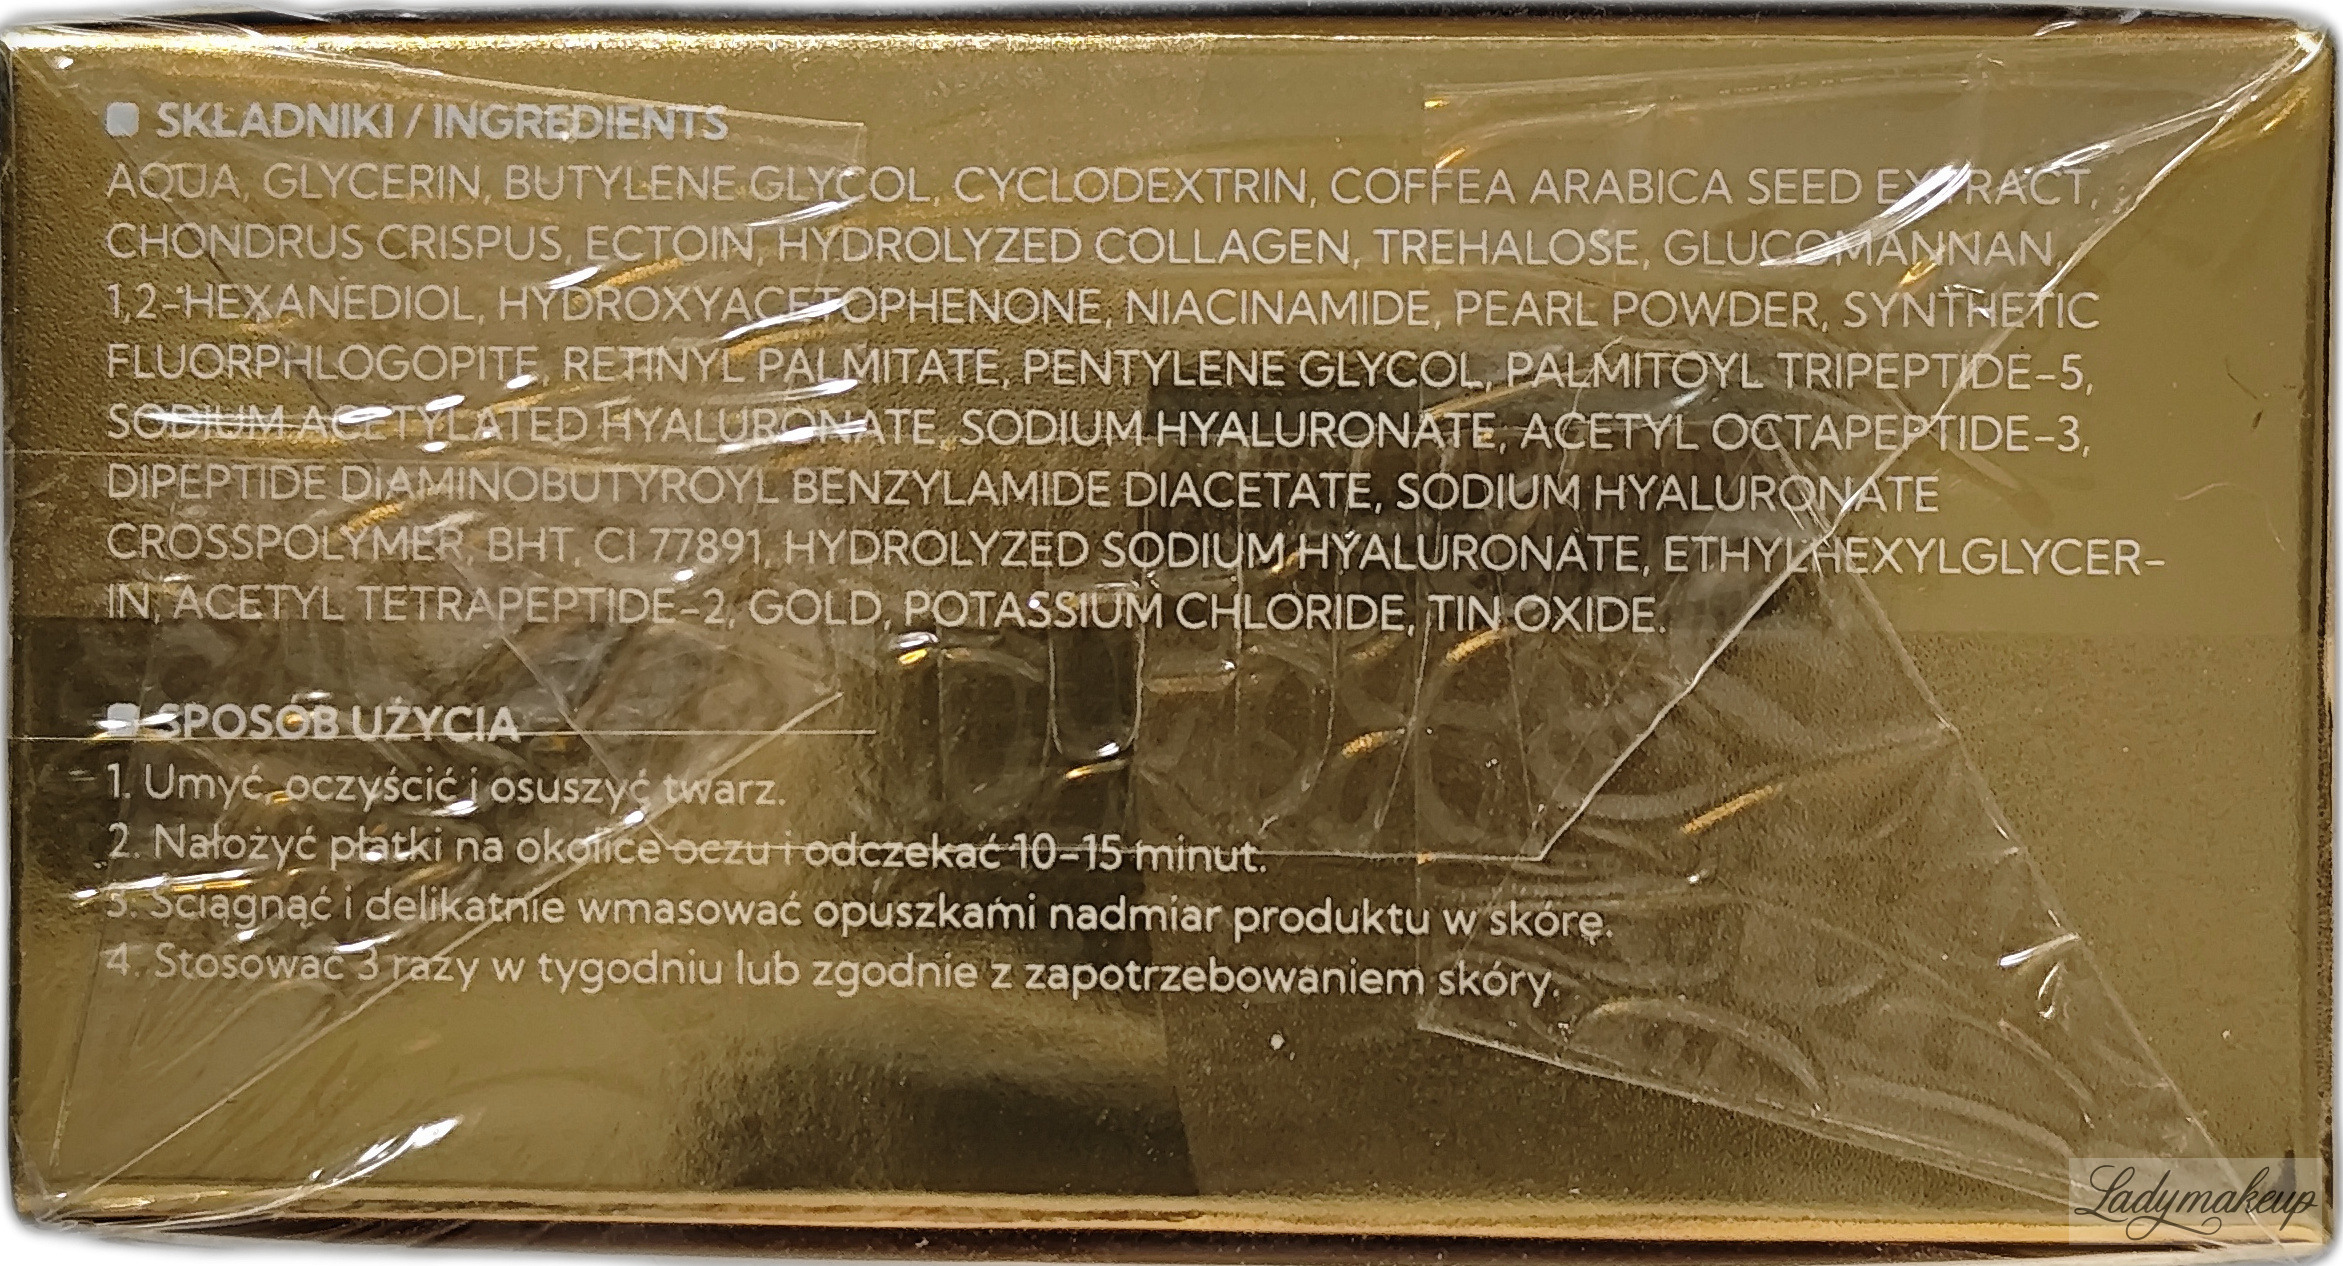 SKŁADNIKI / INGREDIENTS
AQUA, GLYCERIN, BUTYLENE GLYCOL, CYCLODEXTRIN, COFFEA ARABICA SEED EXTRACT,
CHONDRUS CRISPUS, ECTOIN, HYDROLYZED COLLAGEN, TREHALOSE, GLUCOMANNAN,
1,2-HEXANEDIOL, HYDROXYACETOPHENONE, NIACINAMIDE, PEARL POWDER, SYNTHETIC
FLUORPHLOGOPITE, RETINYL PALMITATE, PENTYLENE GLYCOL, PALMITOYL TRIPEPTIDE-5,
SODIUM ACETYLATED HYALURONATE, SODIUM HYALURONATE, ACETYL OCTAPEPTIDE-3,
DIPEPTIDE DIAMINOBUTYROYL BENZYLAMIDE DIACETATE, SODIUM HYALURONATE
CROSSPOLYMER, BHT, CI 77891, HYDROLYZED SODIUM HYALURONATE, ETHYLHEXYLGLYCER-
IN, ACETYL TETRAPEPTIDE-2, GOLD, POTASSIUM CHLORIDE, TIN OXIDE.
SPOSÓB UŻYCIA
1. Umyć, oczyścić i osuszyć twarz.
2. Nałożyć płatki na okolice oczu i odczekać 10-15 minut.
3. Ściągnąć i delikatnie wmasować opuszkami nadmiar produktu w skórę.
4. Stosować 3 razy w tygodniu lub zgodnie z zapotrzebowaniem skóry.
Ladymakeup